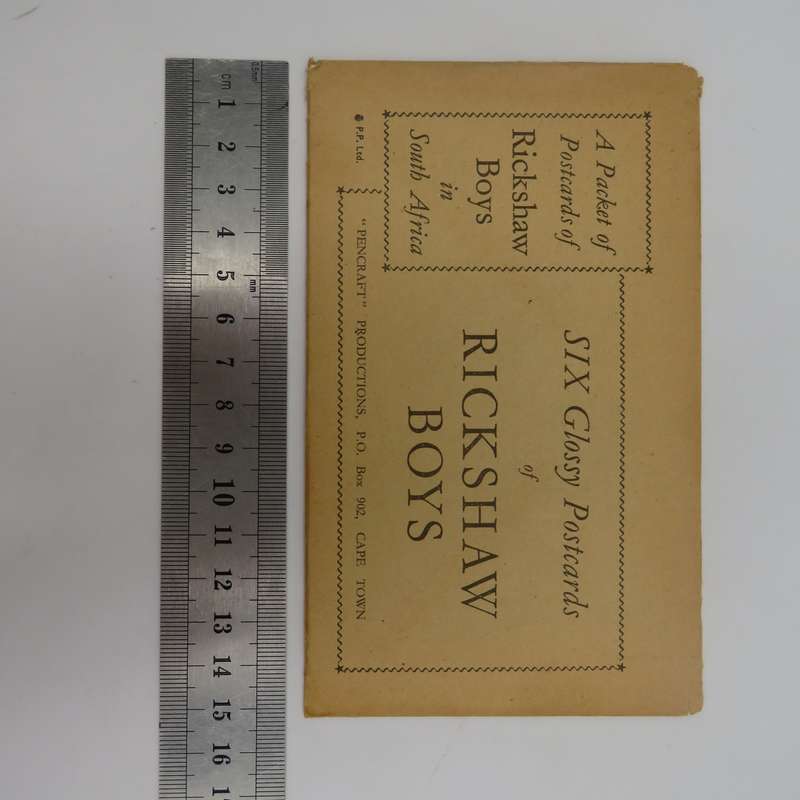 A Packet of
Postcards of
Rickshaw
Boys
in
South Africa
℗ P.P. Ltd.
SIX Glossy Postcards
of
RICKSHAW
BOYS
"PENCRAFT" PRODUCTIONS, P.O. Box 902, CAPE TOWN
0.5mm
cm 1 2 3 4 5 6 7 8 9 10 11 12 13 14 15 16
mm